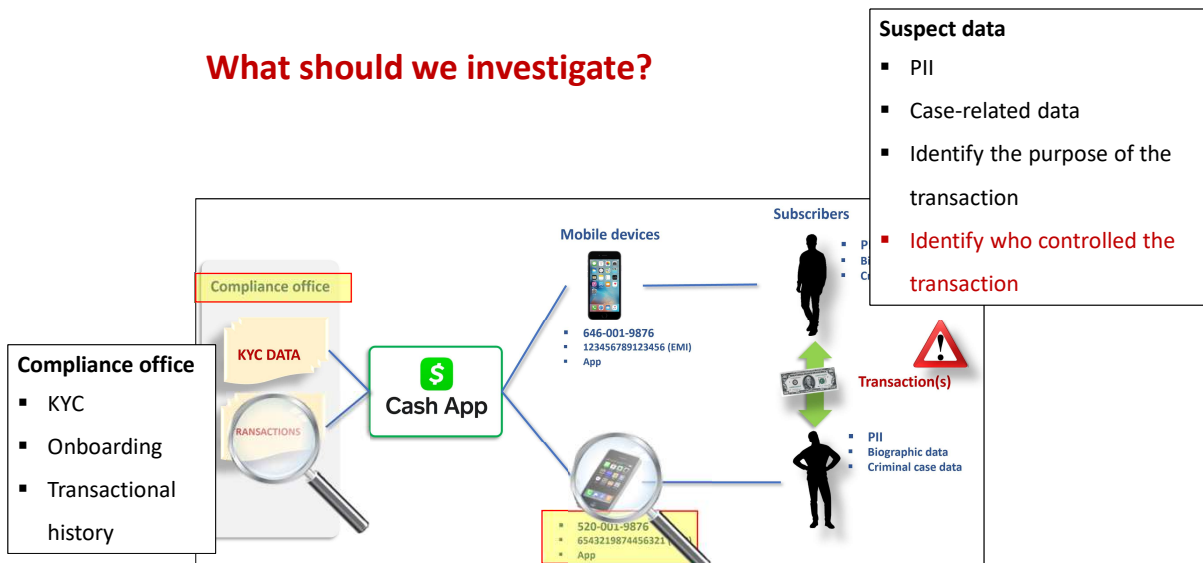 What should we investigate?
Suspect data
PII
Case-related data
Identify the purpose of the
transaction
Identify who controlled the
transaction
Compliance office
KYC
Onboarding
Transactional
history
Compliance office
KYC DATA
RANSACTIONS
$
Cash App
Mobile devices
646-001-9876
123456789123456 (EMI)
App
520-001-9876
6543219874456321
App
Subscribers
Transaction(s)
PII
Biographic data
Criminal case data